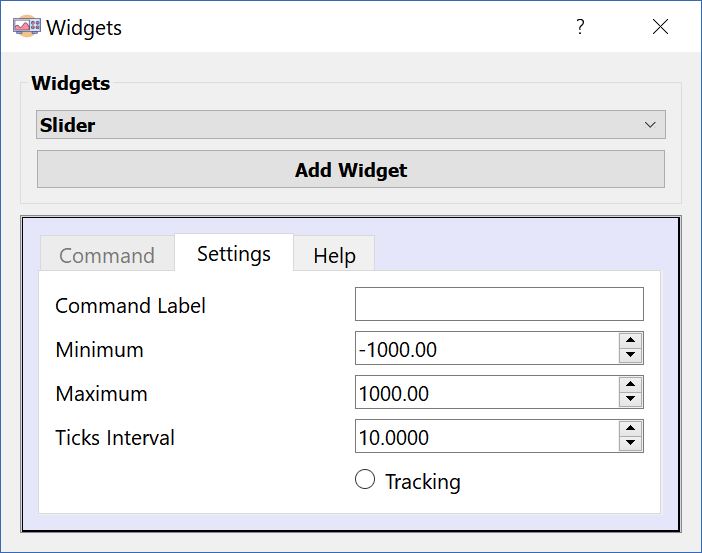 Widgets
?
Widgets
Slider
Add Widget
Command Settings Help
Command Label
Minimum -1000.00
Maximum 1000.00
Ticks Interval 10.0000
Tracking